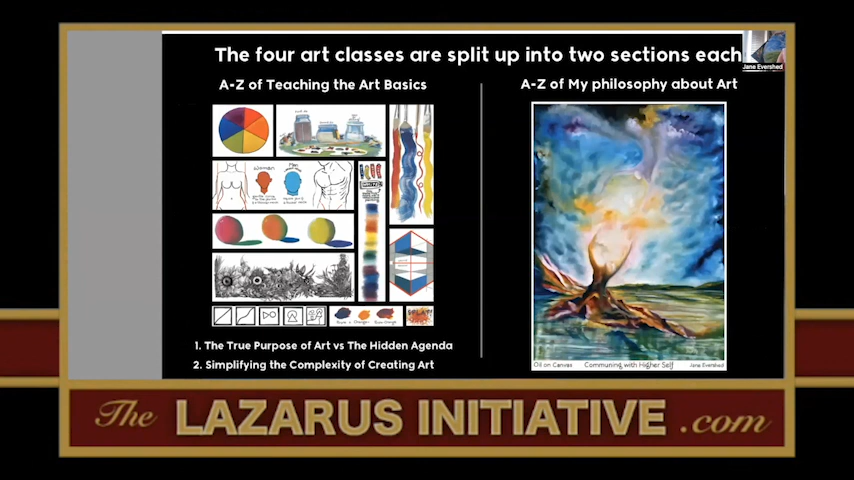 The four art classes are split up into two sections each
Jane Evershed
A-Z of Teaching the Art Basics
A-Z of My philosophy about Art
Woman
1. The True Purpose of Art vs The Hidden Agenda
2. Simplifying the Complexity of Creating Art
Oil on Canvas Communing with Higher Self Jane Evershed
The LAZARUS INITIATIVE .com